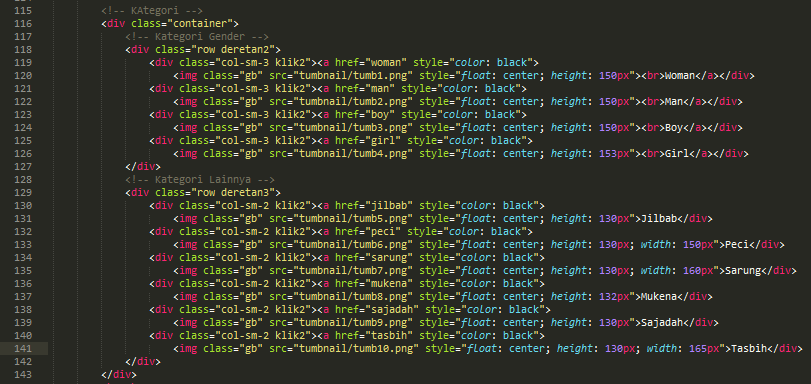 115 <!-- KAtegori -->
116 <div class="container">
117 <!-- Kategori Gender -->
118 <div class="row deretan2">
119 <div class="col-sm-3 klik2"><a href="woman" style="color: black">
120 <img class="gb" src="tumbnail/tumb1.png" style="float: center; height: 150px"><br>Woman</a></div>
121 <div class="col-sm-3 klik2"><a href="man" style="color: black">
122 <img class="gb" src="tumbnail/tumb2.png" style="float: center; height: 150px"><br>Man</a></div>
123 <div class="col-sm-3 klik2"><a href="boy" style="color: black">
124 <img class="gb" src="tumbnail/tumb3.png" style="float: center; height: 150px"><br>Boy</a></div>
125 <div class="col-sm-3 klik2"><a href="girl" style="color: black">
126 <img class="gb" src="tumbnail/tumb4.png" style="float: center; height: 153px"><br>Girl</a></div>
127 </div>
128 <!-- Kategori Lainnya -->
129 <div class="row deretan3">
130 <div class="col-sm-2 klik2"><a href="jilbab" style="color: black">
131 <img class="gb" src="tumbnail/tumb5.png" style="float: center; height: 130px">Jilbab</div>
132 <div class="col-sm-2 klik2"><a href="peci" style="color: black">
133 <img class="gb" src="tumbnail/tumb6.png" style="float: center; height: 130px; width: 150px">Peci</div>
134 <div class="col-sm-2 klik2"><a href="sarung" style="color: black">
135 <img class="gb" src="tumbnail/tumb7.png" style="float: center; height: 130px; width: 160px">Sarung</div>
136 <div class="col-sm-2 klik2"><a href="mukena" style="color: black">
137 <img class="gb" src="tumbnail/tumb8.png" style="float: center; height: 132px">Mukena</div>
138 <div class="col-sm-2 klik2"><a href="sajadah" style="color: black">
139 <img class="gb" src="tumbnail/tumb9.png" style="float: center; height: 130px">Sajadah</div>
140 <div class="col-sm-2 klik2"><a href="tasbih" style="color: black">
141 <img class="gb" src="tumbnail/tumb10.png" style="float: center; height: 130px; width: 165px">Tasbih</div>
142 </div>
143 </div>